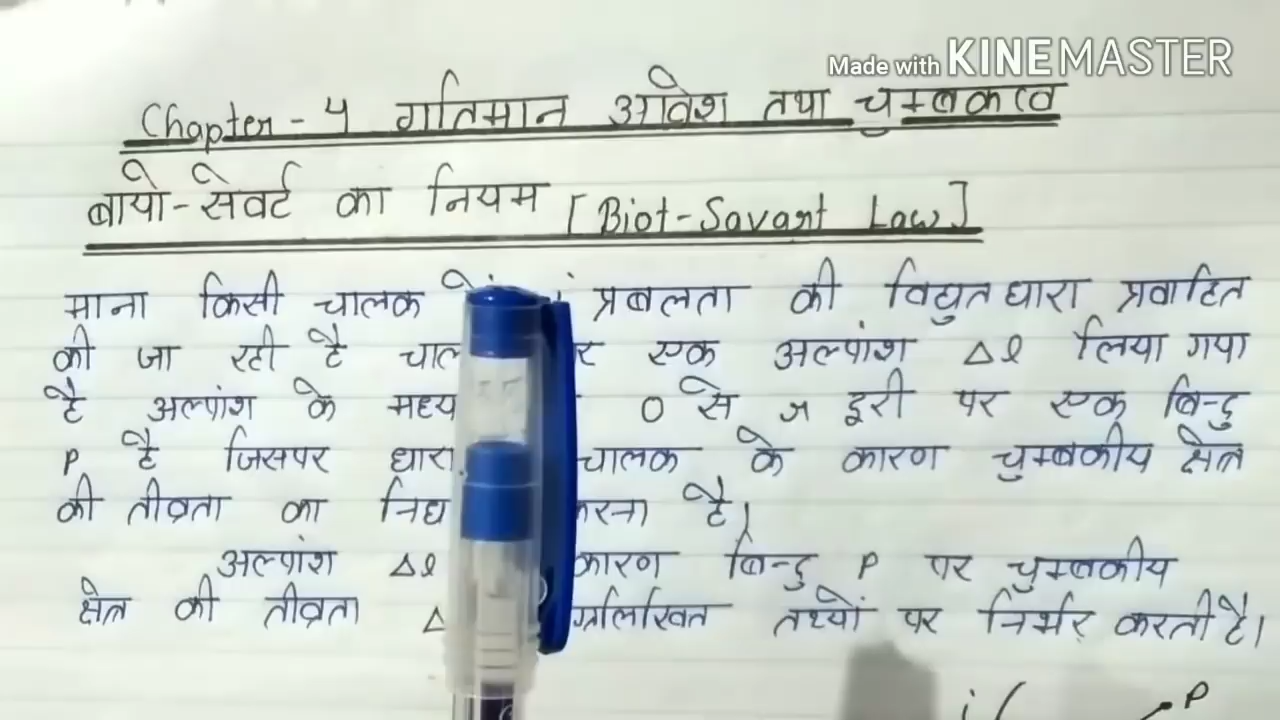 Made with KINEMASTER
Chapter - 4 गतिमान आवेश तथा चुम्बकत्व
बायो-सेवर्ट का नियम [Biot-Savart Law]
माना किसी चालक प्रबलता की विद्युत धारा प्रवाहित
की जा रही है एक अल्पांश Δl लिया गया
है अल्पांश के मध्य O से r दूरी पर एक बिन्दु
P है जिसपर धारा चालक के कारण चुम्बकीय क्षेत्र
की तीव्रता का है।
अल्पांश Δl कारण बिन्दु P पर चुम्बकीय
क्षेत्र की तीव्रता तथ्यों पर निर्भर करती है।
i P